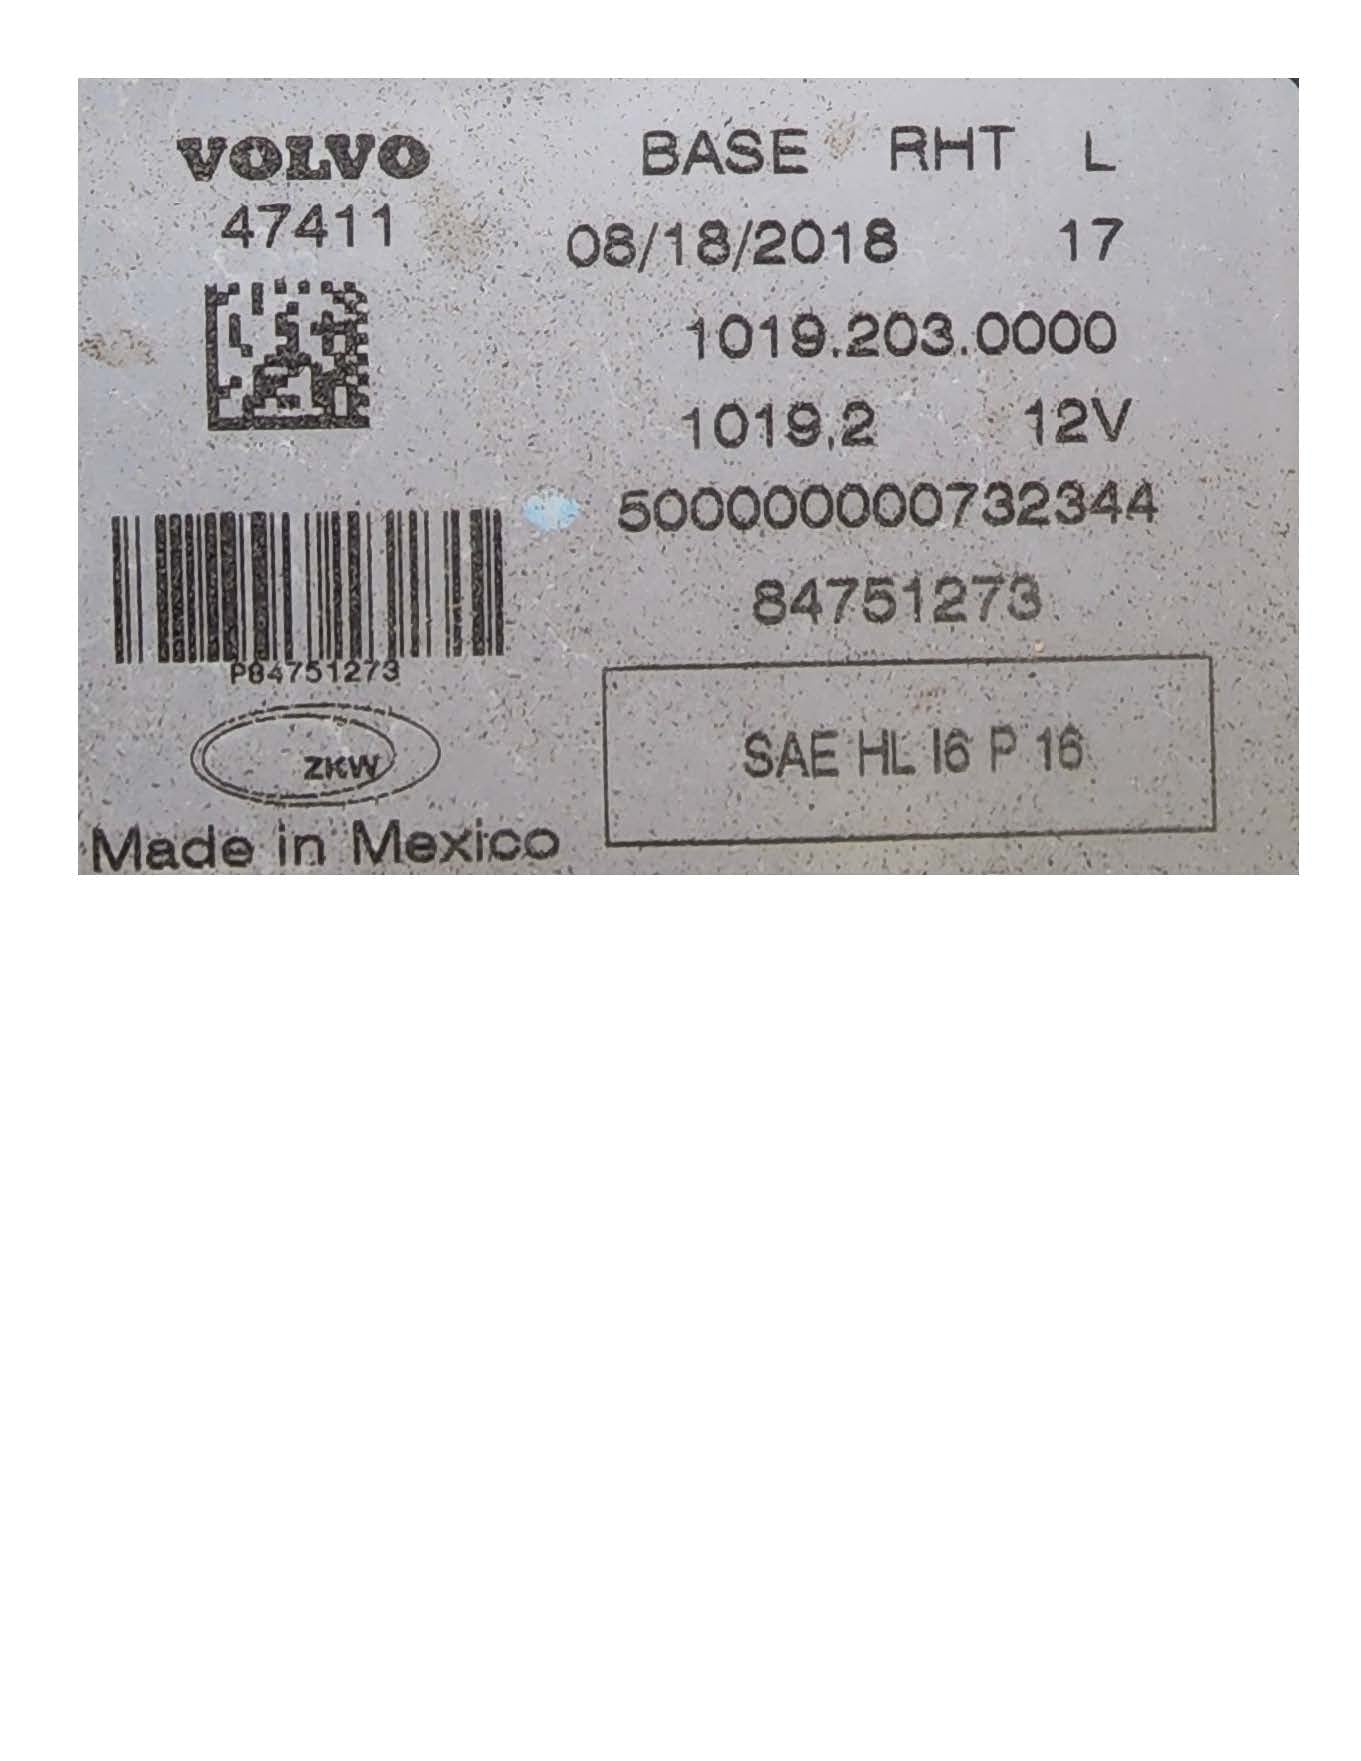 VOLVO
47411
BASE RHT L
08/18/2018 17
1019.203.0000
1019.2 12V
500000000732344
84751273
P84751273
ZKW
SAE HL I6 P 16
Made in Mexico